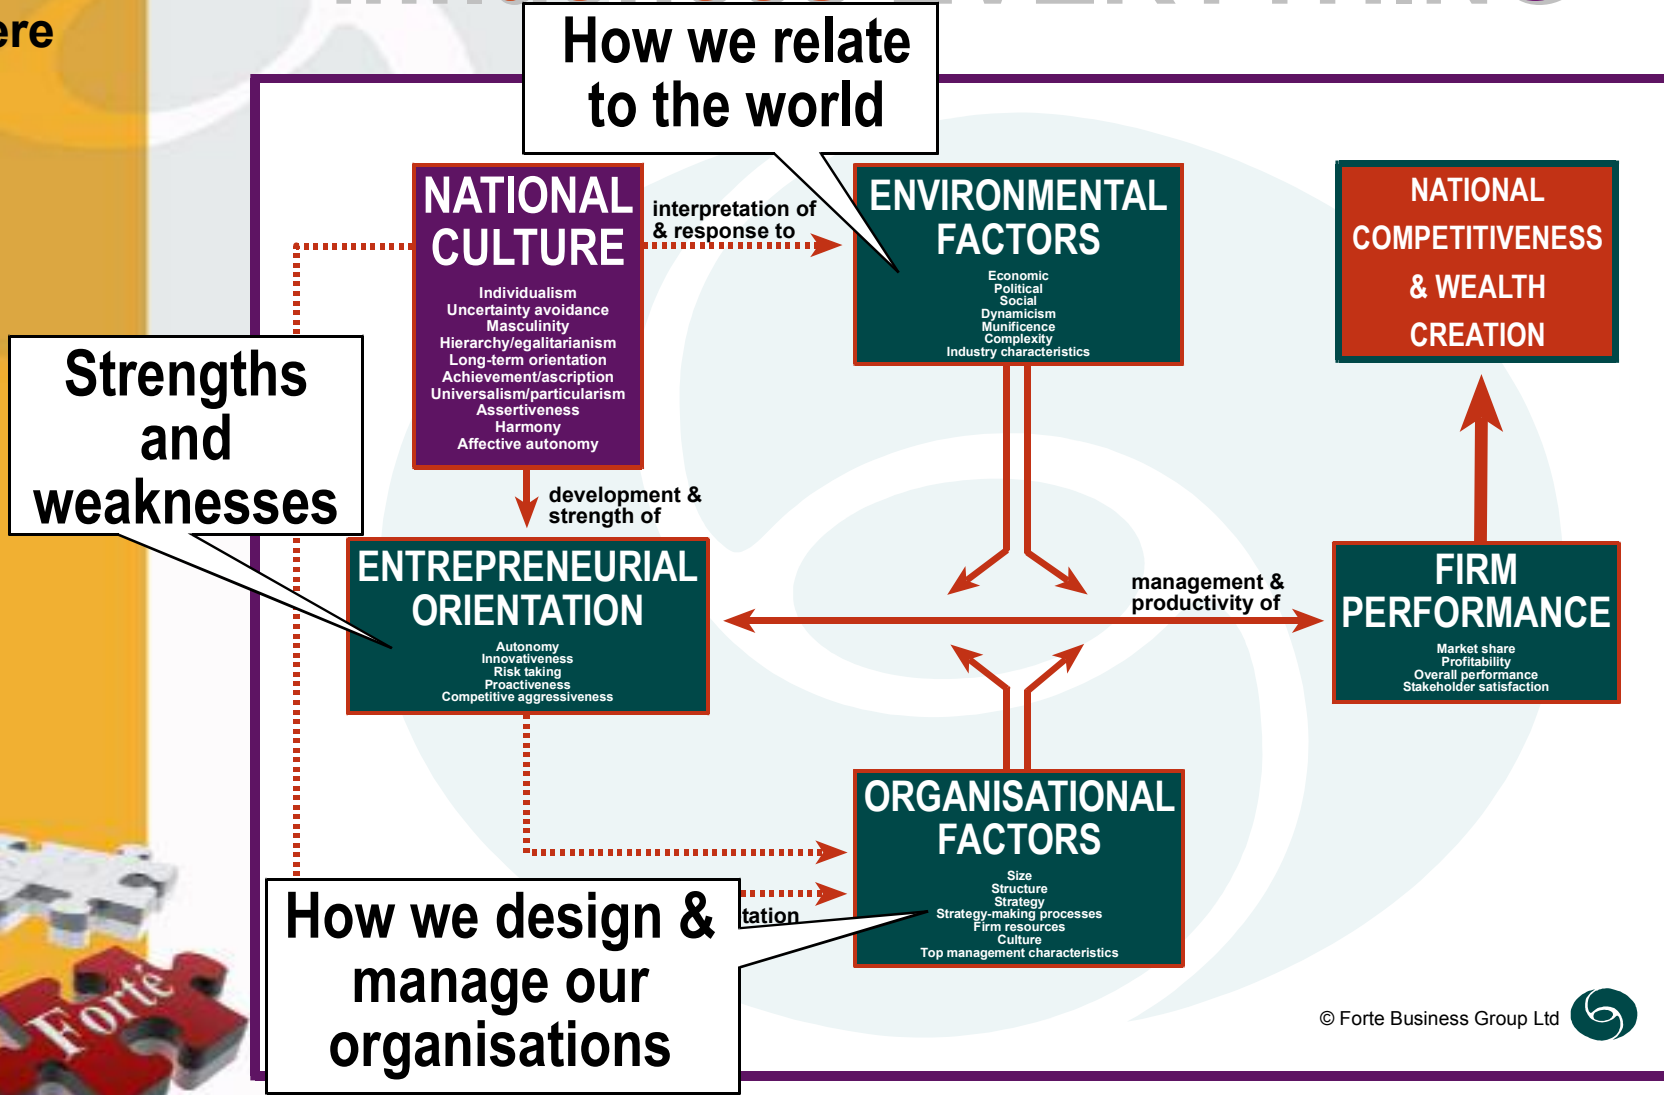 EVERYTHING
How we relate
to the world
NATIONAL
CULTURE
Individualism
Uncertainty avoidance
Masculinity
Hierarchy/egalitarianism
Long-term orientation
Achievement/ascription
Universalism/particularism
Assertiveness
Harmony
Affective autonomy
interpretation of
& response to
ENVIRONMENTAL
FACTORS
Economic
Political
Social
Dynamicism
Munificence
Complexity
Industry characteristics
NATIONAL
COMPETITIVENESS
& WEALTH
CREATION
Strengths
and
weaknesses
development &
strength of
ENTREPRENEURIAL
ORIENTATION
Autonomy
Innovativeness
Risk taking
Proactiveness
Competitive aggressiveness
management &
productivity of
FIRM
PERFORMANCE
Market share
Profitability
Overall performance
Stakeholder satisfaction
ORGANISATIONAL
FACTORS
Size
Structure
Strategy
Strategy-making processes
Firm resources
Culture
Top management characteristics
How we design &
manage our
organisations
Forté
© Forte Business Group Ltd